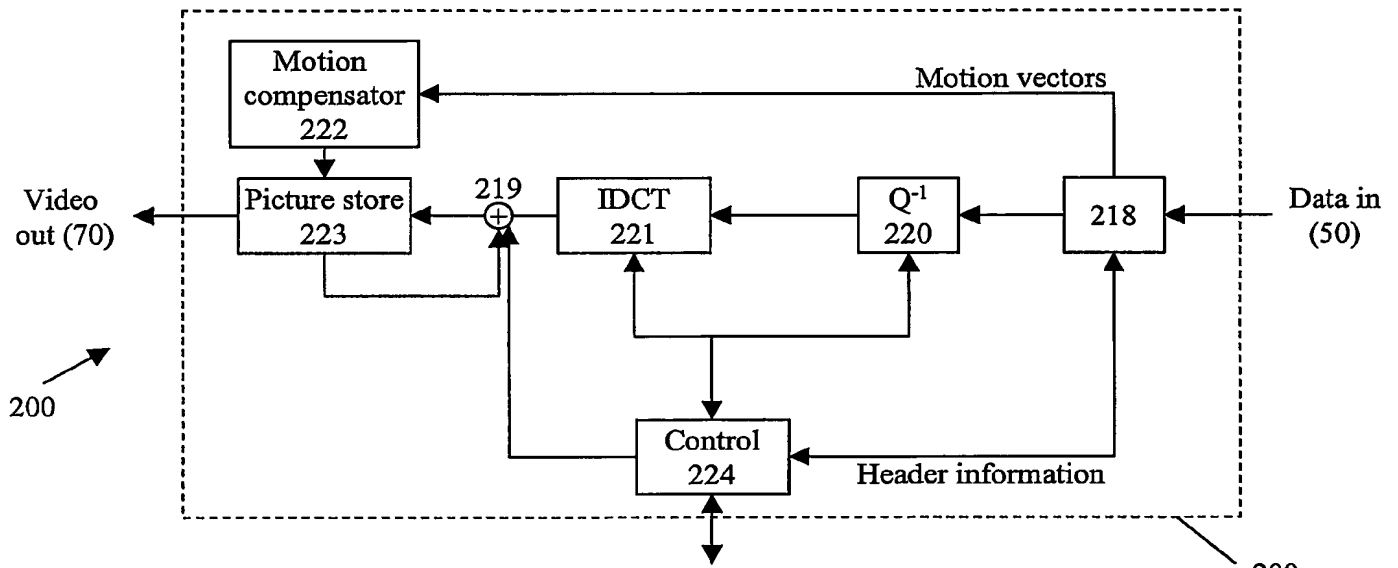 Motion
compensator
222
Motion vectors
Video
out (70)
Picture store
223
219
+
IDCT
221
Q⁻¹
220
218
Data in
(50)
200
Control
224
Header information